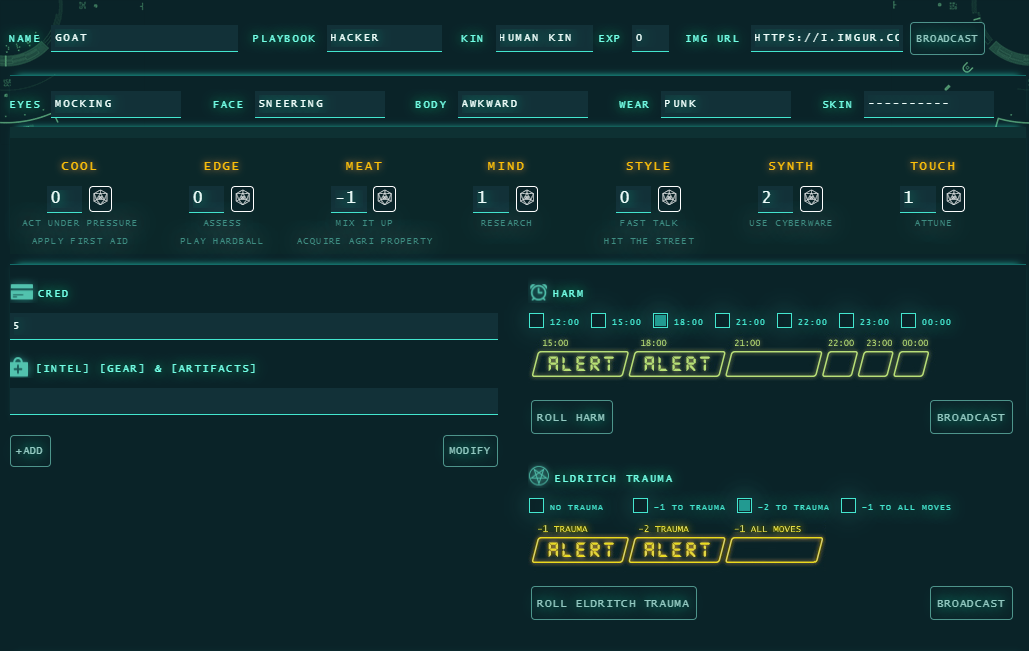 NAME GOAT PLAYBOOK HACKER KIN HUMAN KIN EXP 0 IMG URL HTTPS://I.IMGUR.CO BROADCAST
EYES MOCKING FACE SNEERING BODY AWKWARD WEAR PUNK SKIN ----------
COOL EDGE MEAT MIND STYLE SYNTH TOUCH
0 0 -1 1 0 2 1
ACT UNDER PRESSURE ASSESS MIX IT UP RESEARCH FAST TALK USE CYBERWARE ATTUNE
APPLY FIRST AID PLAY HARDBALL ACQUIRE AGRI PROPERTY HIT THE STREET
CRED
5
[INTEL] [GEAR] & [ARTIFACTS]
+ADD MODIFY
HARM
12:00 15:00 18:00 21:00 22:00 23:00 00:00
15:00 18:00 21:00 22:00 23:00 00:00
ALERT ALERT
ROLL HARM BROADCAST
ELDRITCH TRAUMA
NO TRAUMA -1 TO TRAUMA -2 TO TRAUMA -1 TO ALL MOVES
-1 TRAUMA -2 TRAUMA -1 ALL MOVES
ALERT ALERT
ROLL ELDRITCH TRAUMA BROADCAST